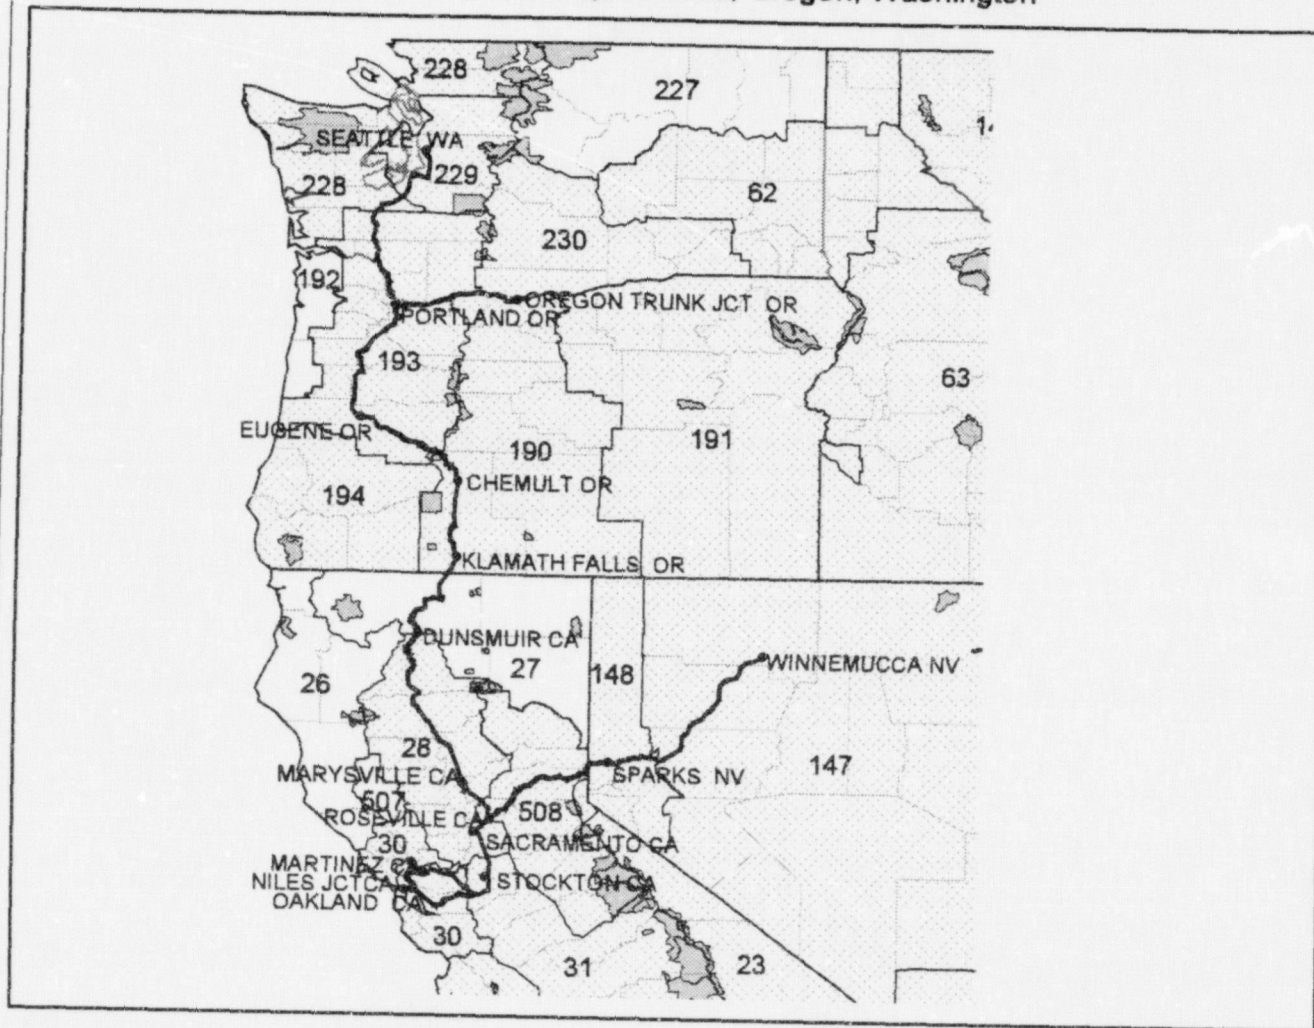 Washington
228
227
SEATTLE WA
228
229
62
230
192
OREGON TRUNK JCT OR
PORTLAND OR
193
63
EUGENE OR
190
191
CHEMULT OR
194
KLAMATH FALLS OR
DUNSMUIR CA
26
27
148
WINNEMUCCA NV
28
147
MARYSVILLE CA
SPARKS NV
507
ROSEVILLE CA
508
30
SACRAMENTO CA
MARTINEZ
NILES JCT CA
STOCKTON CA
OAKLAND CA
30
31
23